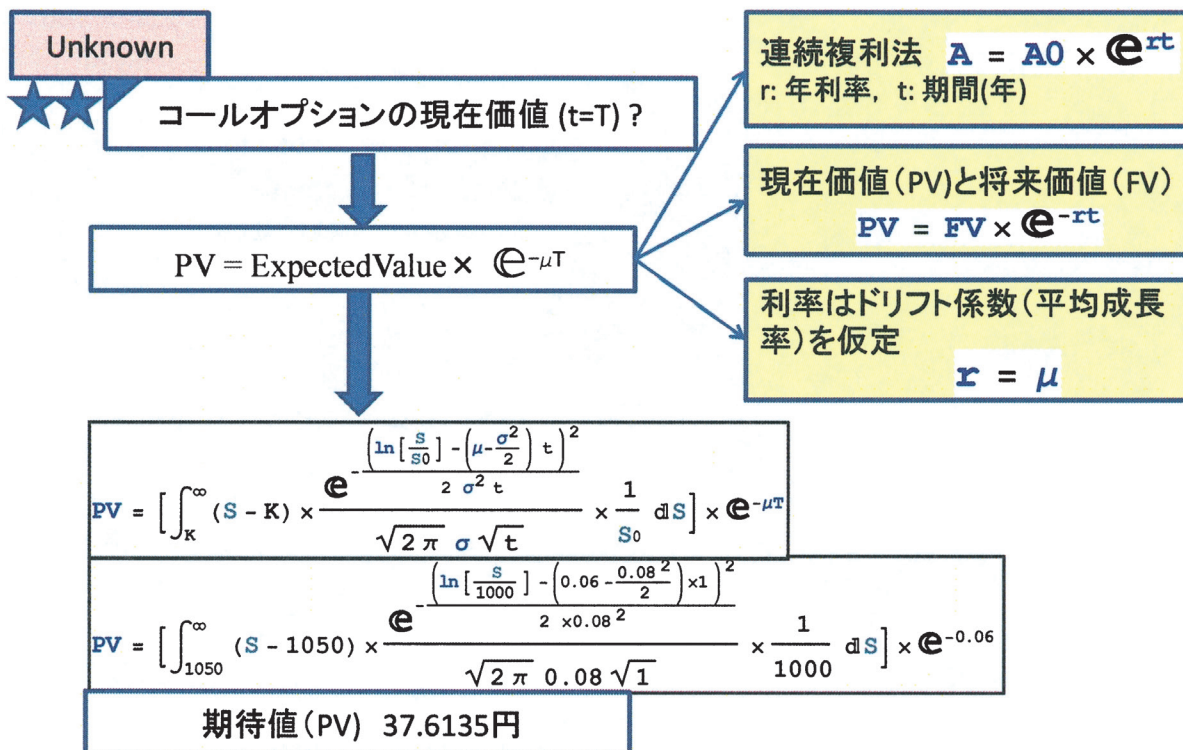 Unknown
コールオプションの現在価値 (t=T) ?
PV = ExpectedValue × ⅇ^{-μT}
連続複利法 A = A0 × ⅇ^{rt}
r: 年利率, t: 期間(年)
現在価値(PV)と将来価値(FV)
PV = FV × ⅇ^{-rt}
利率はドリフト係数(平均成長
率)を仮定
r = μ
PV = [∫_K^∞ (S - K) × ⅇ^{-(ln[S/S0] - (μ - σ^2/2) t)^2 / (2 σ^2 t)} / (√(2 π) σ √t) × 1/S0 ⅆS] × ⅇ^{-μT}
PV = [∫_1050^∞ (S - 1050) × ⅇ^{-(ln[S/1000] - (0.06 - 0.08^2/2) ×1)^2 / (2 ×0.08^2)} / (√(2 π) 0.08 √1) × 1/1000 ⅆS] × ⅇ^{-0.06}
期待値(PV) 37.6135円